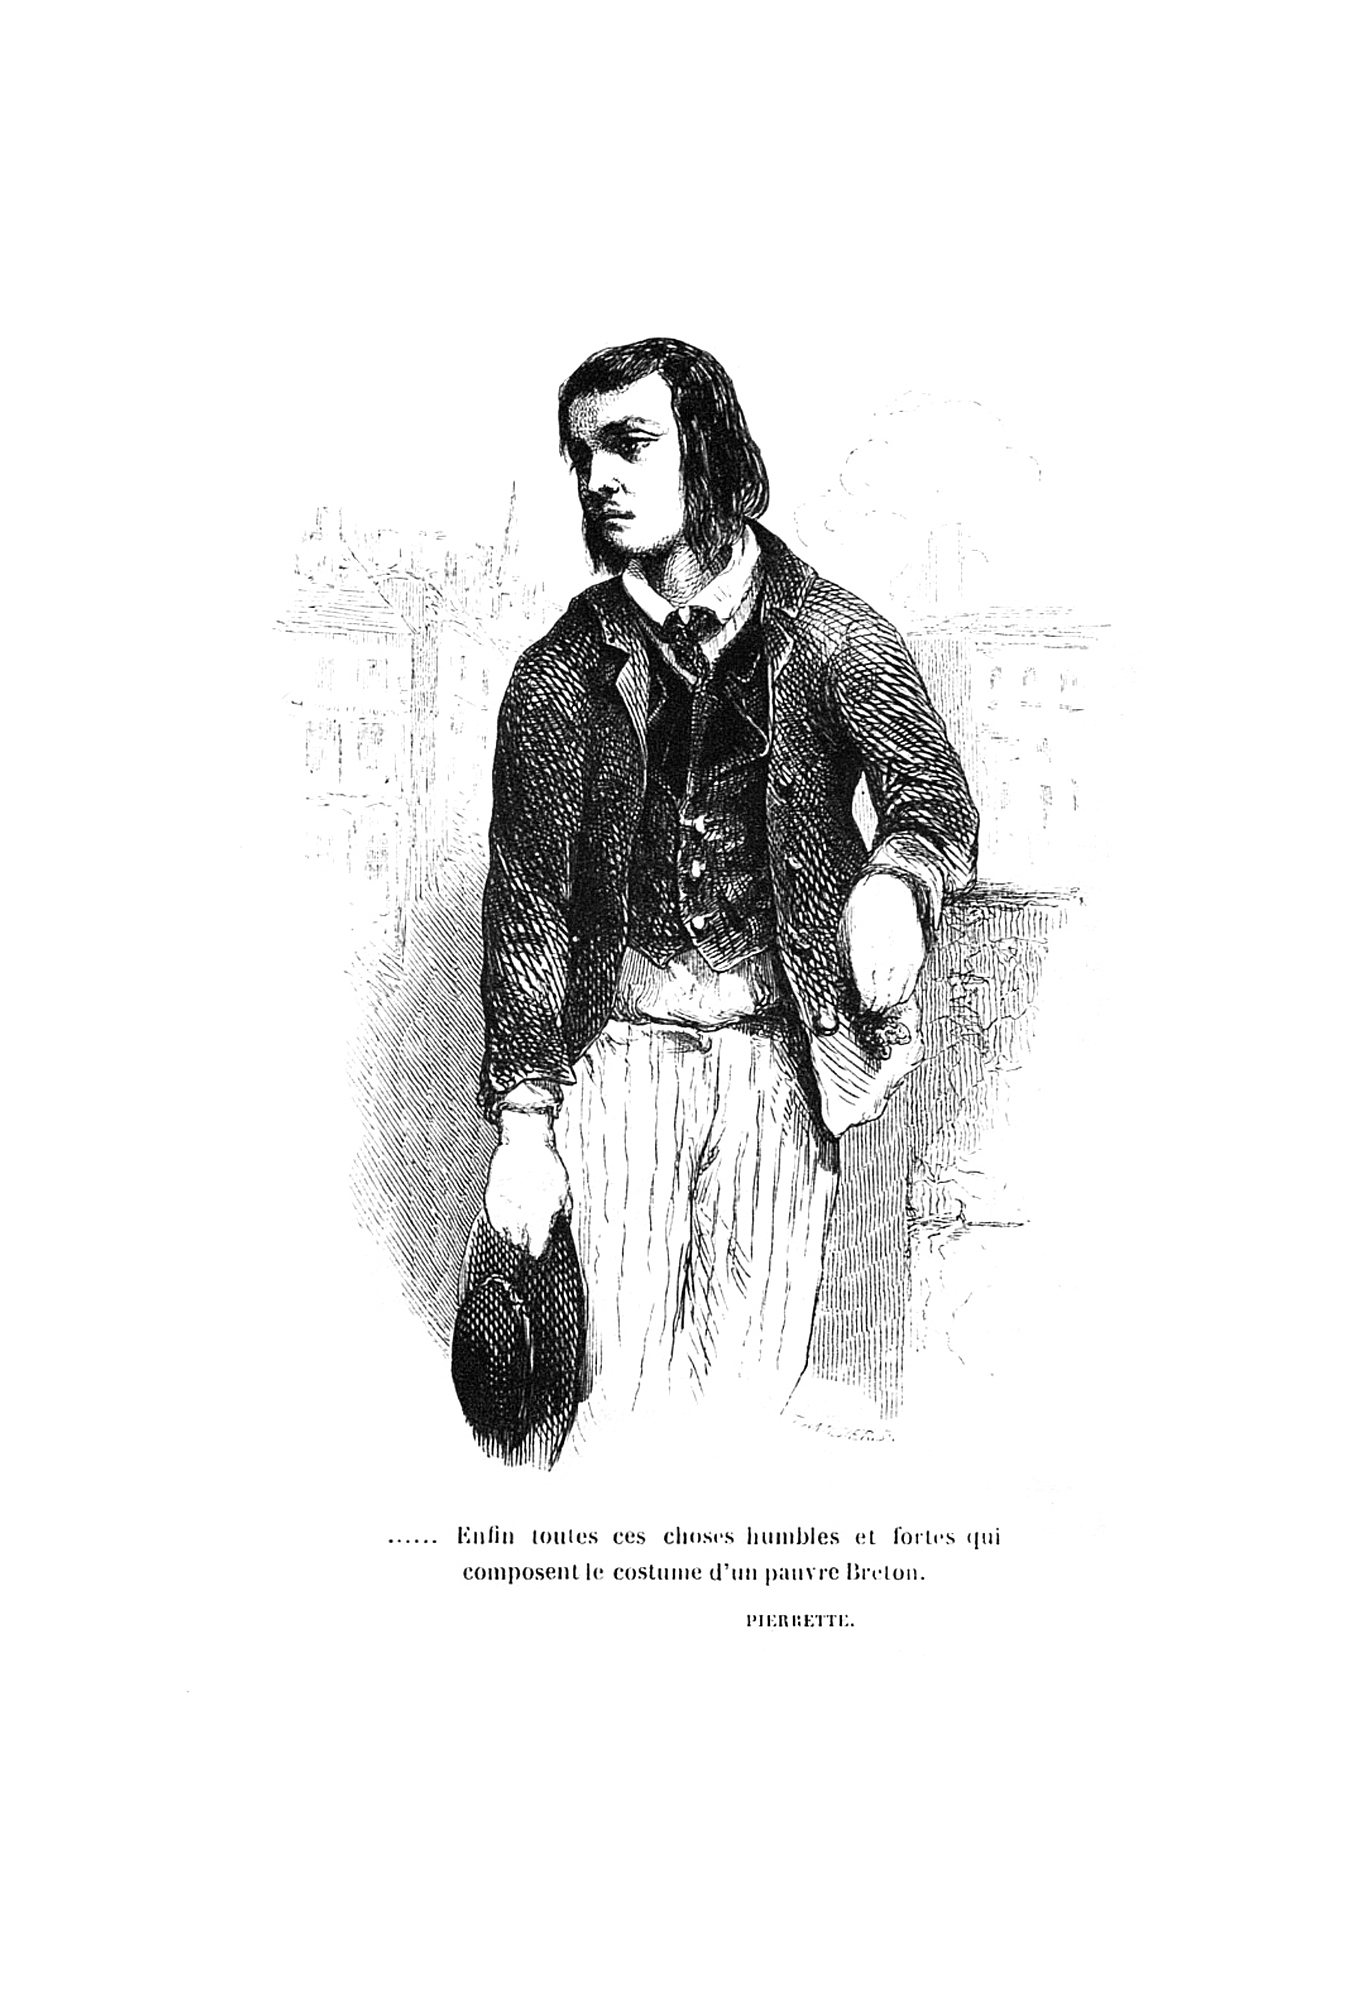 ...... Enfin toutes ces choses humbles et fortes qui
composent le costume d'un pauvre Breton.
PIERRETTE.